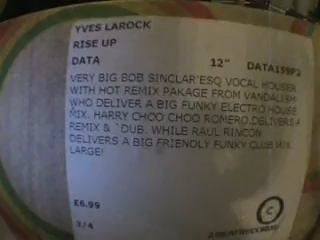 YVES LAROCK
RISE UP
DATA 12" DATA159P2
VERY BIG BOB SINCLAR'ESQ VOCAL HOUSER
WITH HOT REMIX PAKAGE FROM VANDALISM
WHO DELIVER A BIG FUNKY ELECTRO HOUSE
MIX. HARRY CHOO CHOO ROMERO DELIVERS A
REMIX & `DUB. WHILE RAUL RINCON
DELIVERS A BIG FRIENDLY FUNKY CLUB MIX.
LARGE!
£6.99
3/4
C